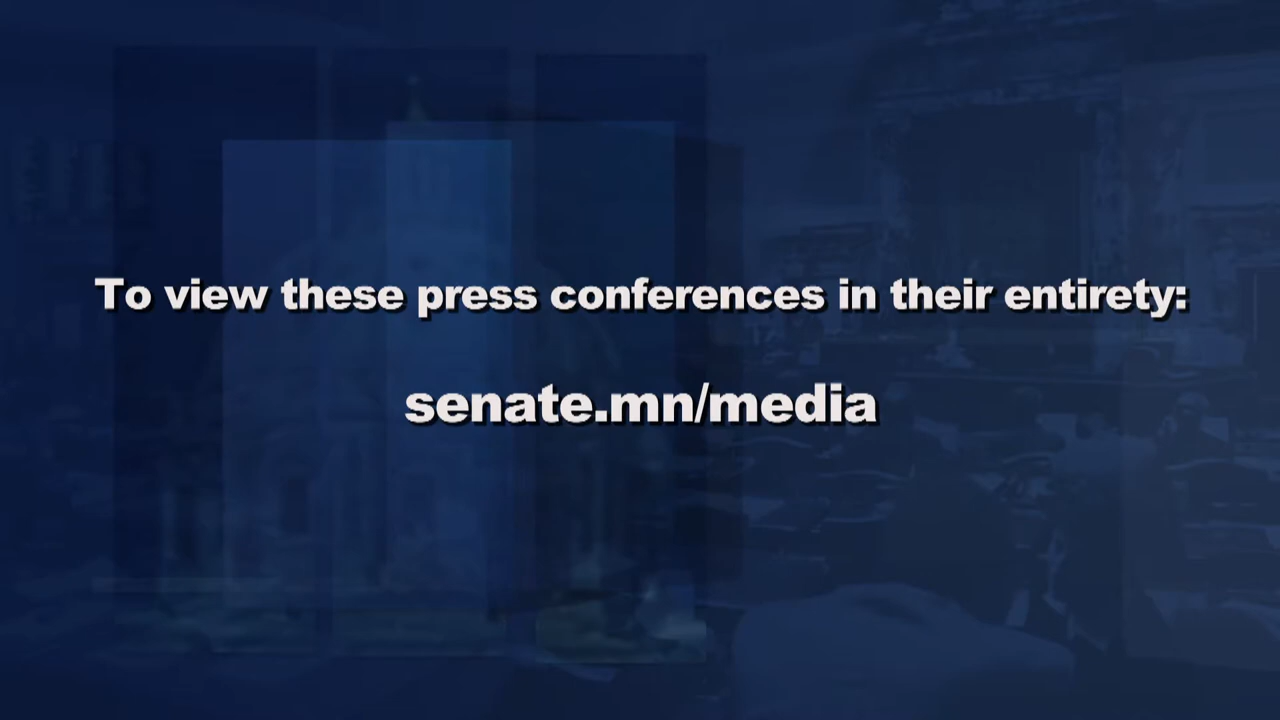 To view these press conferences in their entirety:
senate.mn/media